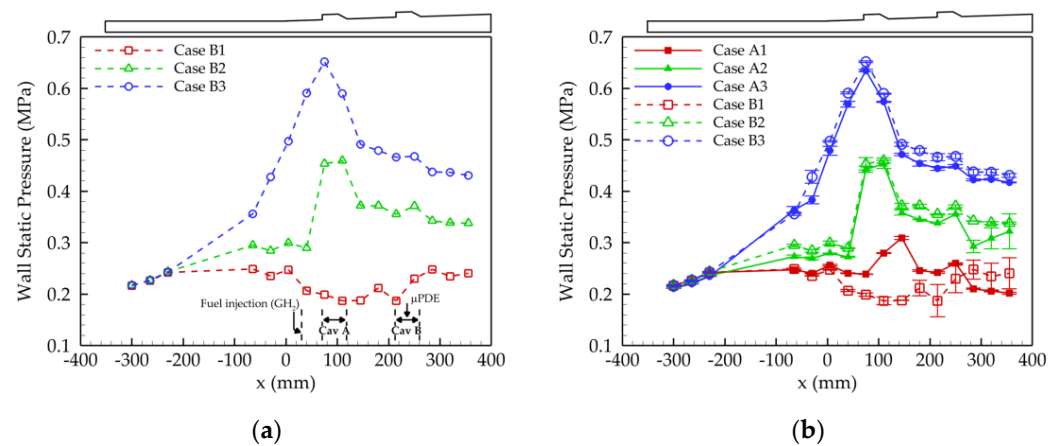 0.7
0.6
0.5
0.4
0.3
0.2
0.1
Wall Static Pressure (MPa)
Case B1
Case B2
Case B3
Fuel injection (GH2)
Cav A
μPDE
Cav B
-400 -300 -200 -100 0 100 200 300 400
x (mm)
(a)
0.7
0.6
0.5
0.4
0.3
0.2
0.1
Wall Static Pressure (MPa)
Case A1
Case A2
Case A3
Case B1
Case B2
Case B3
-400 -300 -200 -100 0 100 200 300 400
x (mm)
(b)